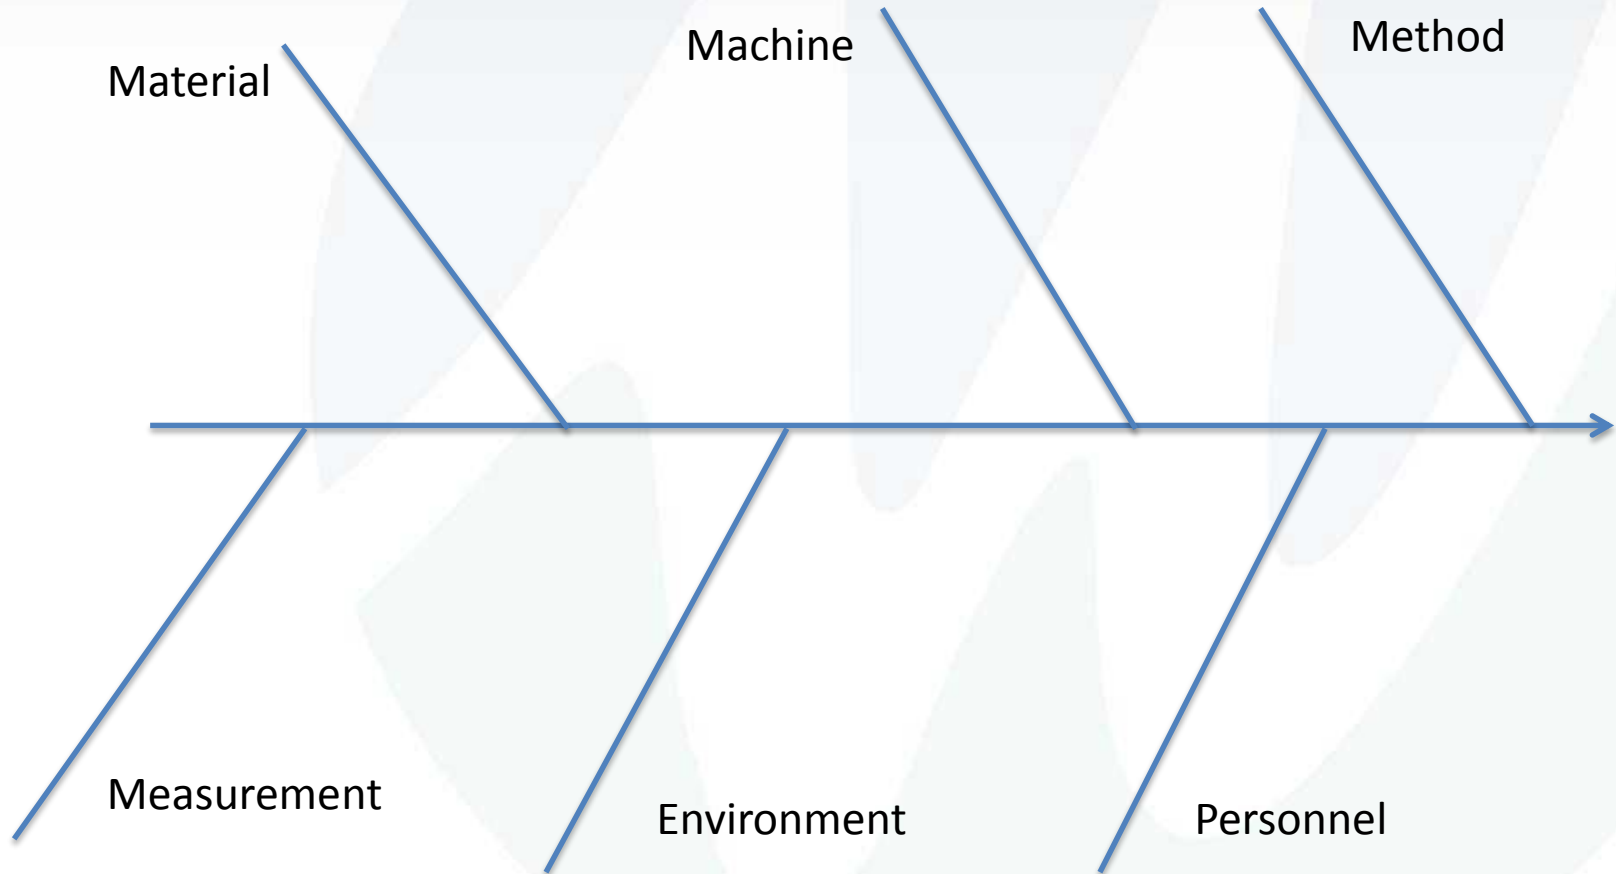 Material
Machine
Method
Measurement
Environment
Personnel